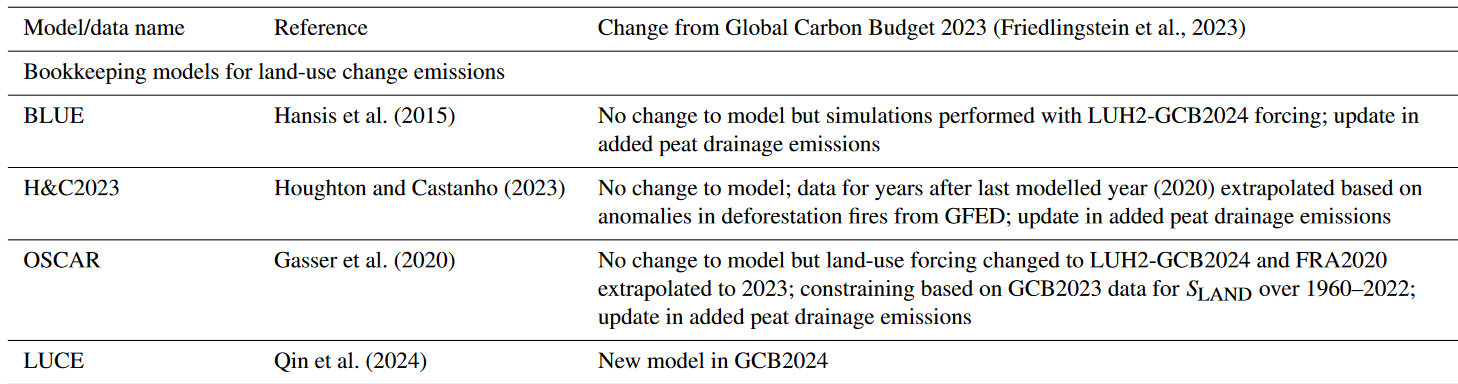 Model/data name Reference Change from Global Carbon Budget 2023 (Friedlingstein et al., 2023)
Bookkeeping models for land-use change emissions
BLUE Hansis et al. (2015) No change to model but simulations performed with LUH2-GCB2024 forcing; update in
added peat drainage emissions
H&C2023 Houghton and Castanho (2023) No change to model; data for years after last modelled year (2020) extrapolated based on
anomalies in deforestation fires from GFED; update in added peat drainage emissions
OSCAR Gasser et al. (2020) No change to model but land-use forcing changed to LUH2-GCB2024 and FRA2020
extrapolated to 2023; constraining based on GCB2023 data for SLAND over 1960–2022;
update in added peat drainage emissions
LUCE Qin et al. (2024) New model in GCB2024